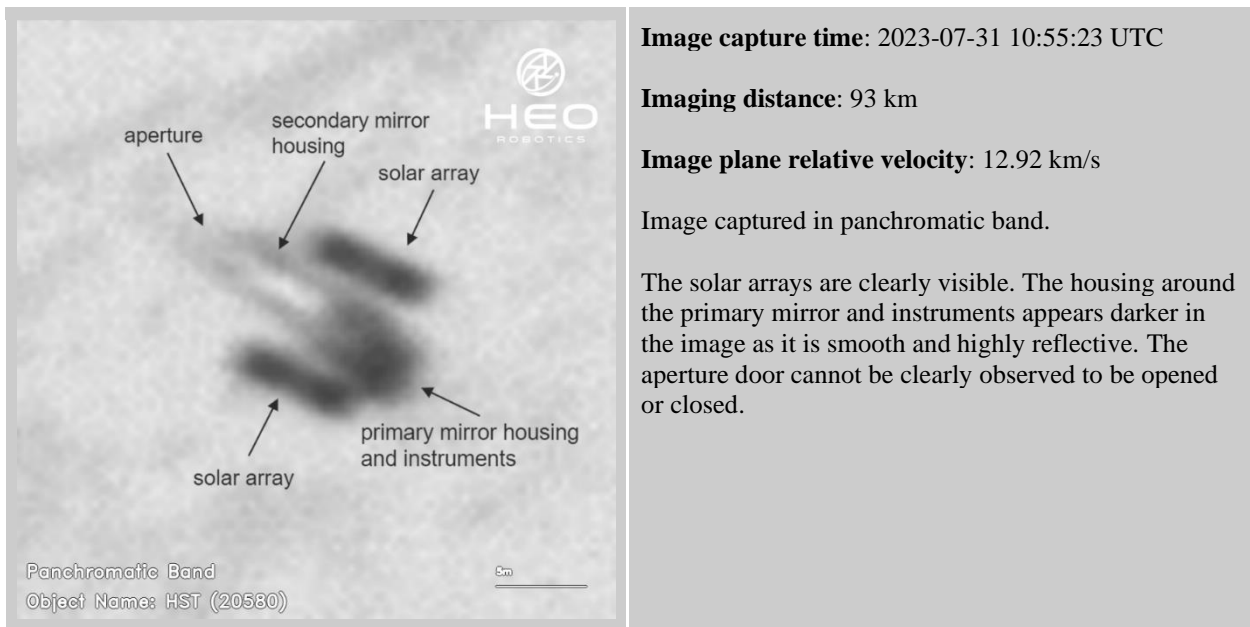 HEO
ROBOTICS
aperture
secondary mirror
housing
solar array
primary mirror housing
and instruments
solar array
Panchromatic Band
Object Name: HST (20580)
5m
Image capture time: 2023-07-31 10:55:23 UTC
Imaging distance: 93 km
Image plane relative velocity: 12.92 km/s
Image captured in panchromatic band.
The solar arrays are clearly visible. The housing around
the primary mirror and instruments appears darker in
the image as it is smooth and highly reflective. The
aperture door cannot be clearly observed to be opened
or closed.